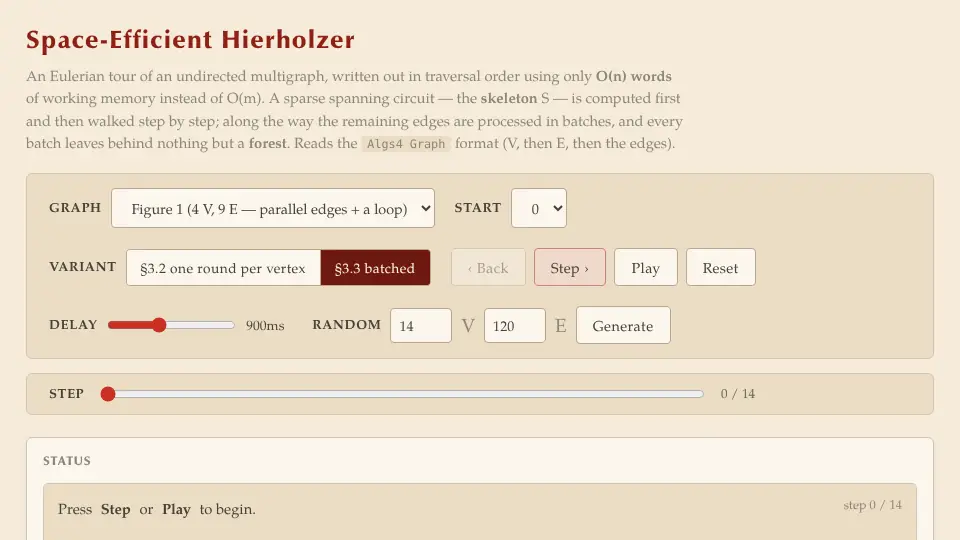 Space-Efficient Hierholzer
An Eulerian tour of an undirected multigraph, written out in traversal order using only O(n) words
of working memory instead of O(m). A sparse spanning circuit — the skeleton S — is computed first
and then walked step by step; along the way the remaining edges are processed in batches, and every
batch leaves behind nothing but a forest. Reads the Algs4 Graph format (V, then E, then the edges).
GRAPH Figure 1 (4 V, 9 E — parallel edges + a loop) START 0
VARIANT §3.2 one round per vertex §3.3 batched ‹ Back Step › Play Reset
DELAY 900ms RANDOM 14 V 120 E Generate
STEP 0 / 14
STATUS
Press Step or Play to begin. step 0 / 14